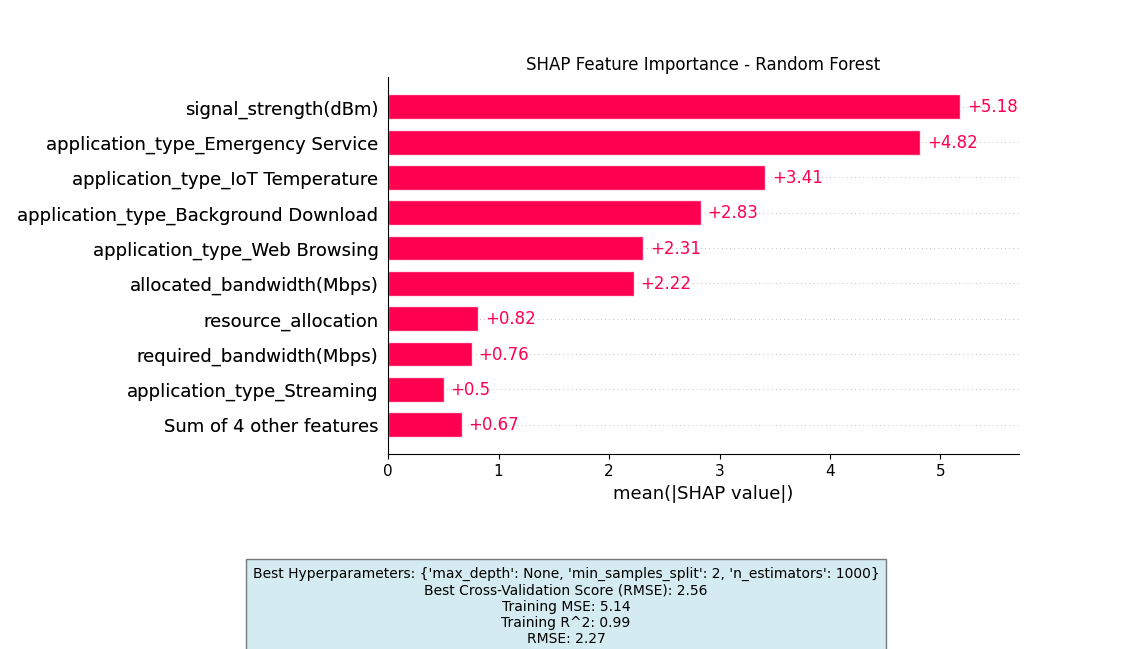 SHAP Feature Importance - Random Forest
signal_strength(dBm)
+5.18
application_type_Emergency Service
+4.82
application_type_IoT Temperature
+3.41
application_type_Background Download
+2.83
application_type_Web Browsing
+2.31
allocated_bandwidth(Mbps)
+2.22
resource_allocation
+0.82
required_bandwidth(Mbps)
+0.76
application_type_Streaming
+0.5
Sum of 4 other features
+0.67
0 1 2 3 4 5
mean(|SHAP value|)
Best Hyperparameters: {'max_depth': None, 'min_samples_split': 2, 'n_estimators': 1000}
Best Cross-Validation Score (RMSE): 2.56
Training MSE: 5.14
Training R^2: 0.99
RMSE: 2.27